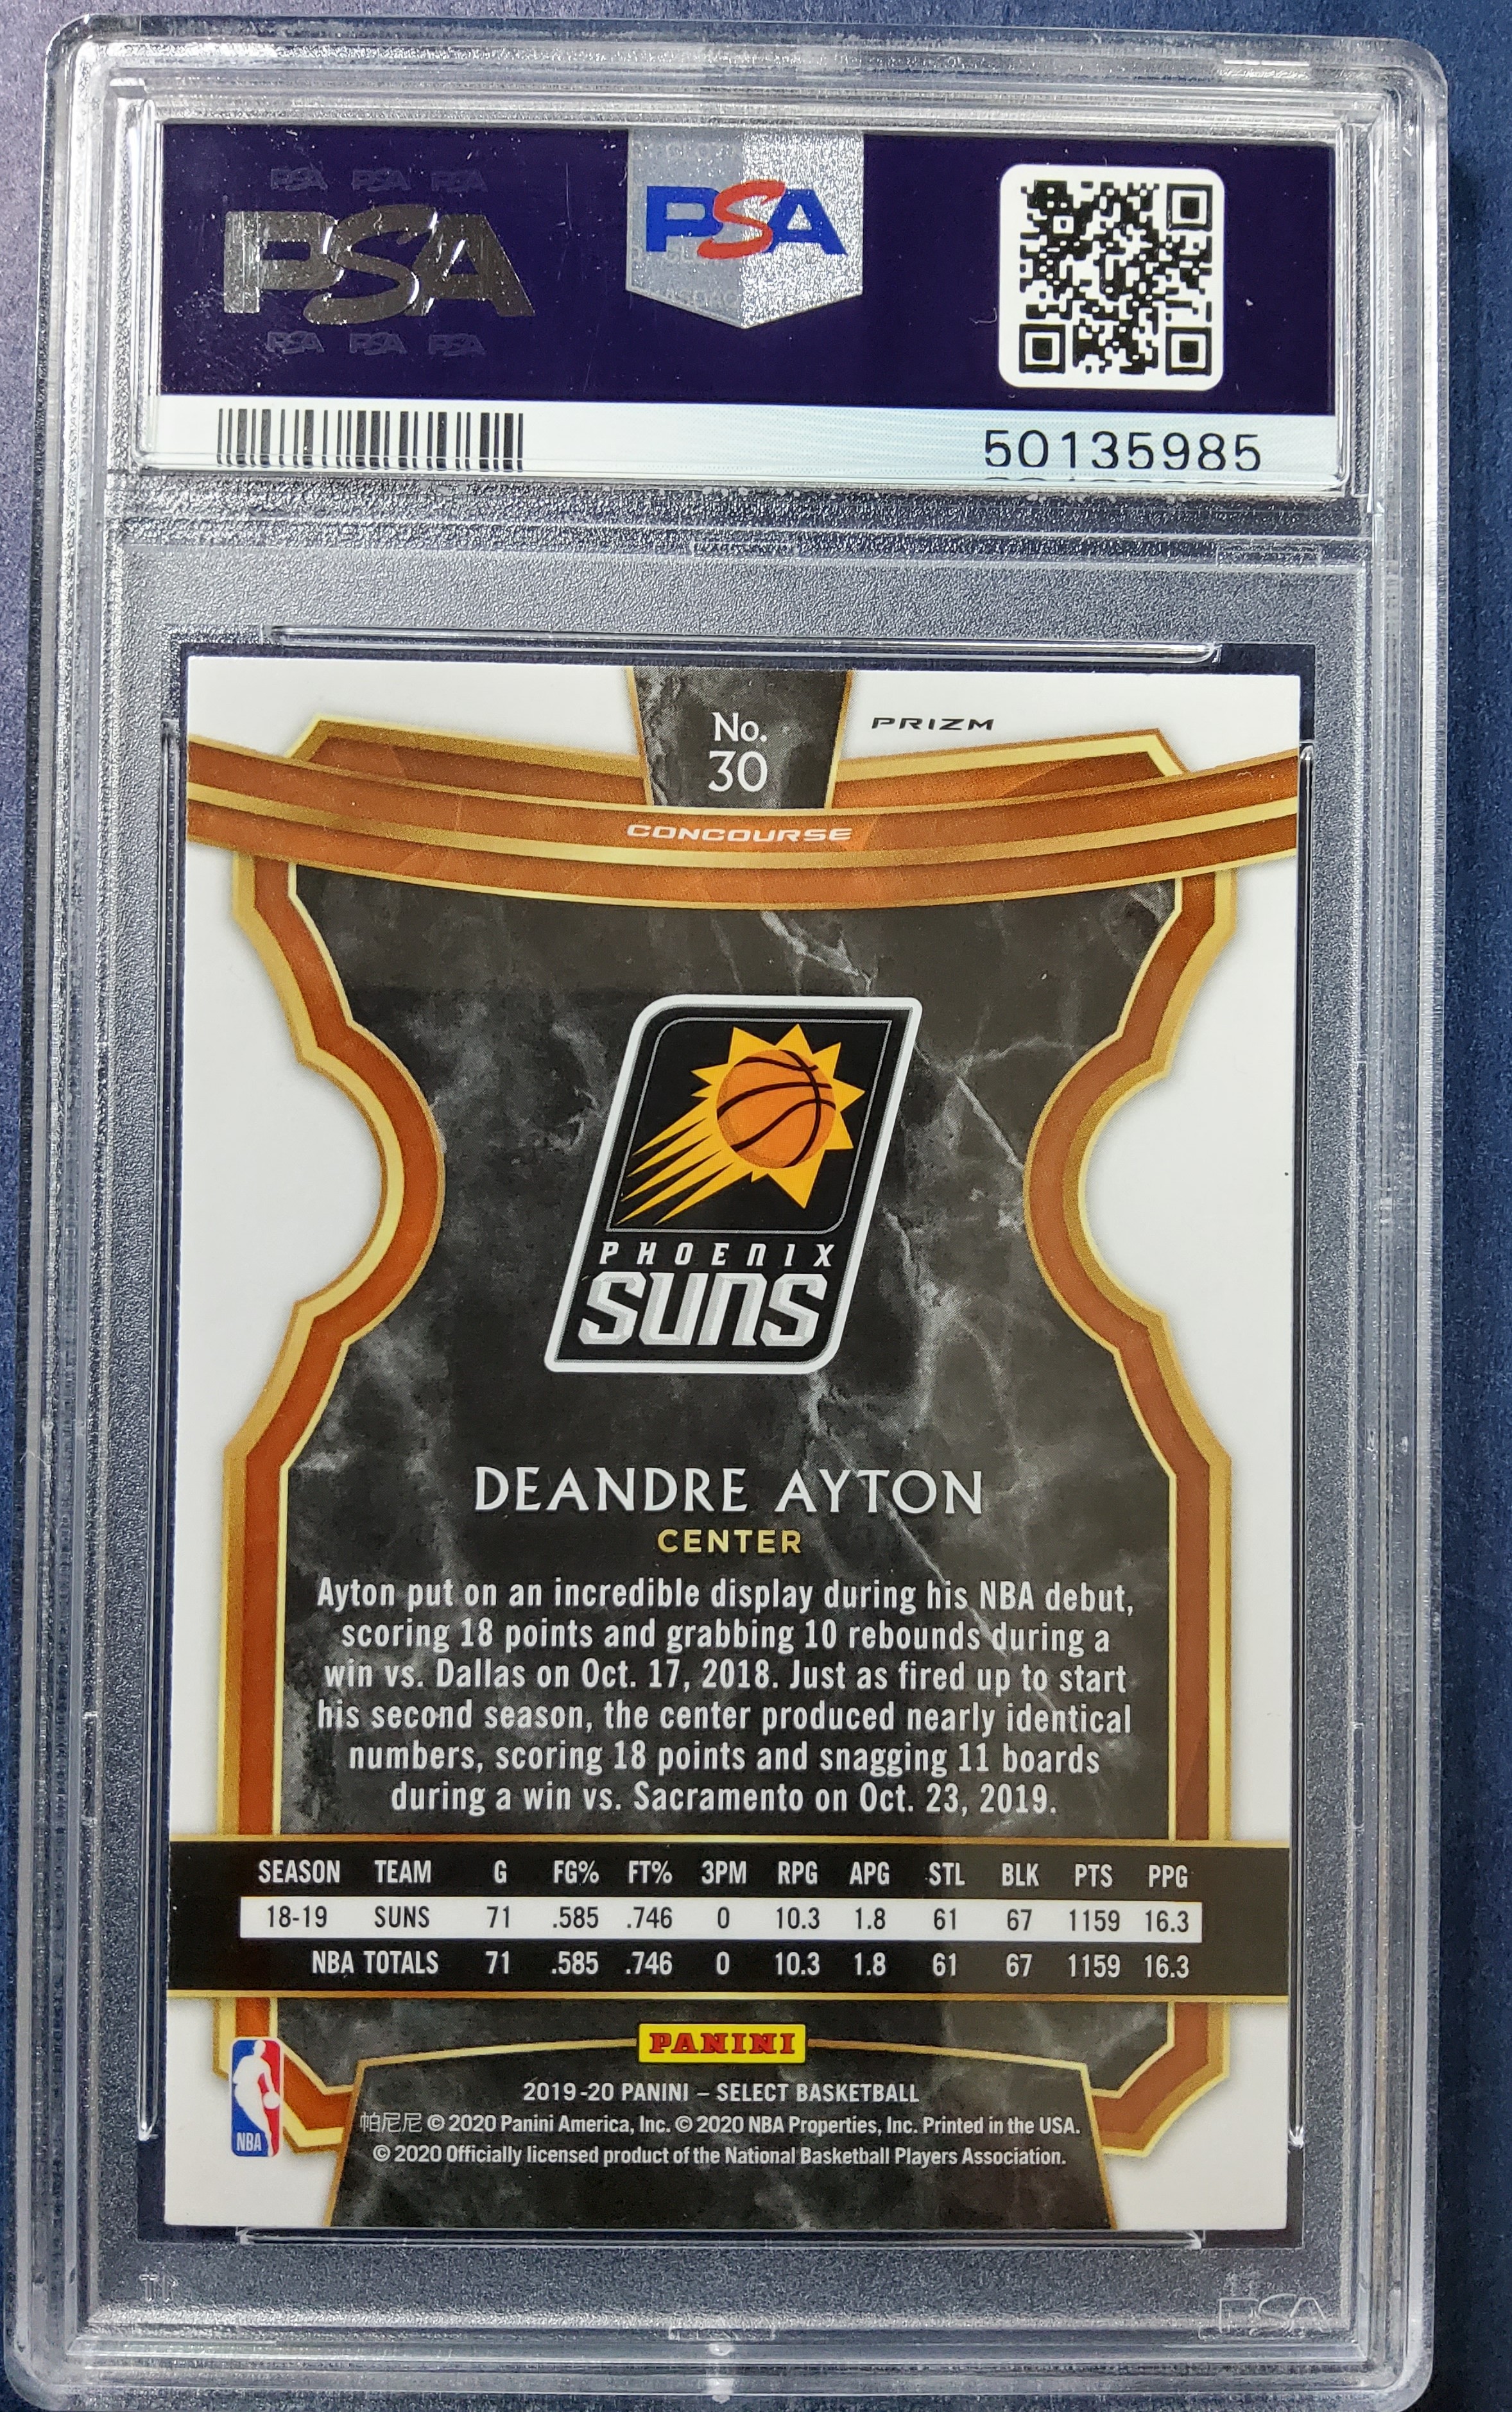 PSA PSA PSA
PSA
PSA PSA PSA
PSA
50135985
No.
30
PRIZM
CONCOURSE
PHOENIX
SUNS
DEANDRE AYTON
CENTER
Ayton put on an incredible display during his NBA debut,
scoring 18 points and grabbing 10 rebounds during a
win vs. Dallas on Oct. 17, 2018. Just as fired up to start
his second season, the center produced nearly identical
numbers, scoring 18 points and snagging 11 boards
during a win vs. Sacramento on Oct. 23, 2019.
SEASON TEAM G FG% FT% 3PM RPG APG STL BLK PTS PPG
18-19 SUNS 71 .585 .746 0 10.3 1.8 61 67 1159 16.3
NBA TOTALS 71 .585 .746 0 10.3 1.8 61 67 1159 16.3
PANINI
2019-20 PANINI – SELECT BASKETBALL
帕尼尼 © 2020 Panini America, Inc. © 2020 NBA Properties, Inc. Printed in the USA.
© 2020 Officially licensed product of the National Basketball Players Association.
NBA
PSA